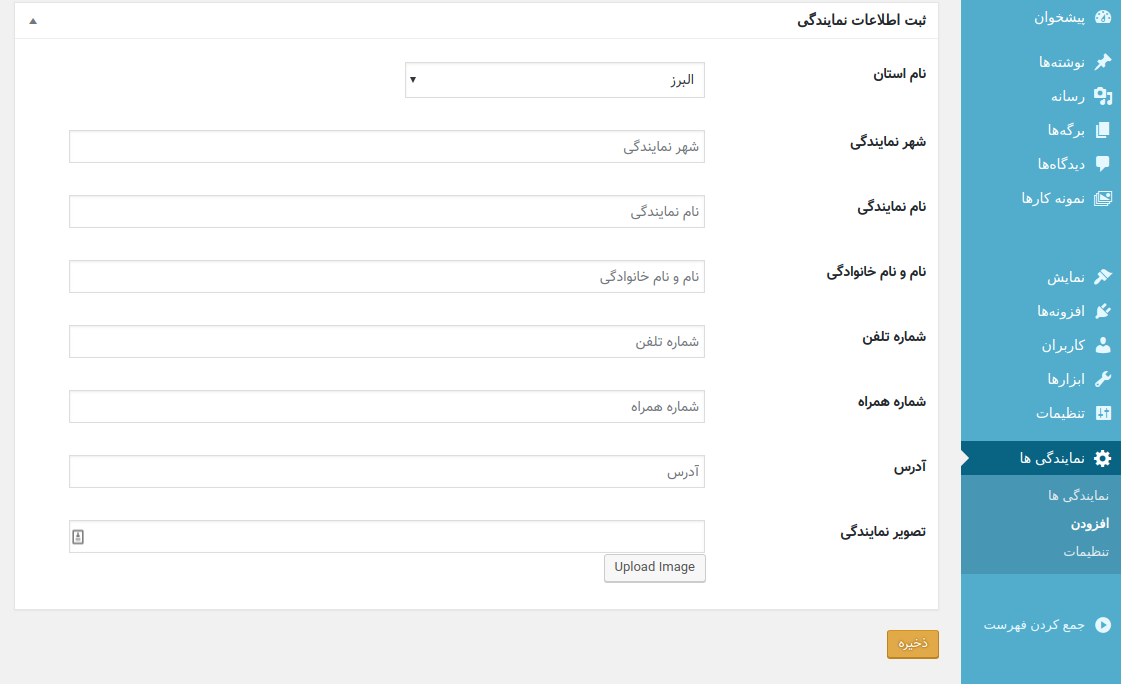 پیشخوان
نوشته‌ها
رسانه
برگه‌ها
دیدگاه‌ها
نمونه کارها
نمایش
افزونه‌ها
کاربران
ابزارها
تنظیمات
نمایندگی ها
نمایندگی ها
افزودن
تنظیمات
جمع کردن فهرست
ثبت اطلاعات نمایندگی
نام استان
البرز
شهر نمایندگی
شهر نمایندگی
نام نمایندگی
نام نمایندگی
نام و نام خانوادگی
نام و نام خانوادگی
شماره تلفن
شماره تلفن
شماره همراه
شماره همراه
آدرس
آدرس
تصویر نمایندگی
Upload Image
ذخیره